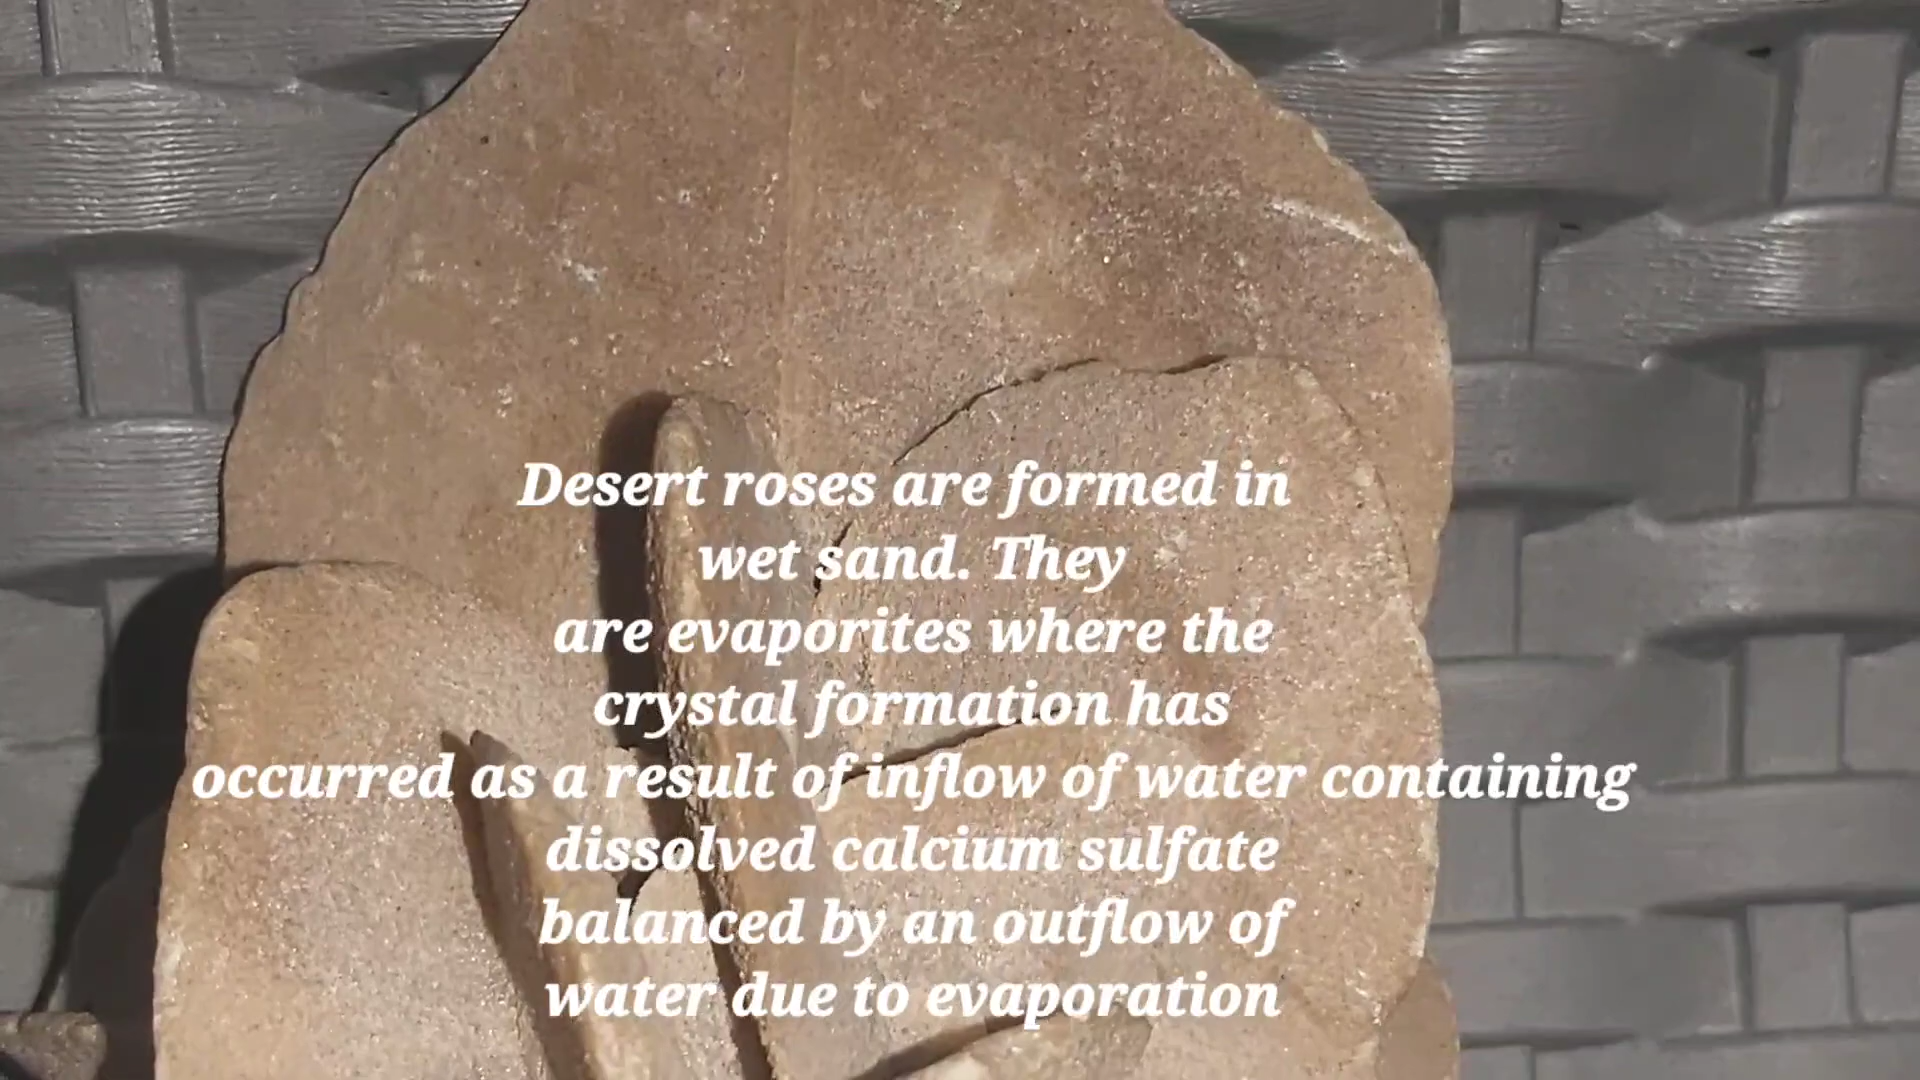 Desert roses are formed in
wet sand. They
are evaporites where the
crystal formation has
occurred as a result of inflow of water containing
dissolved calcium sulfate
balanced by an outflow of
water due to evaporation